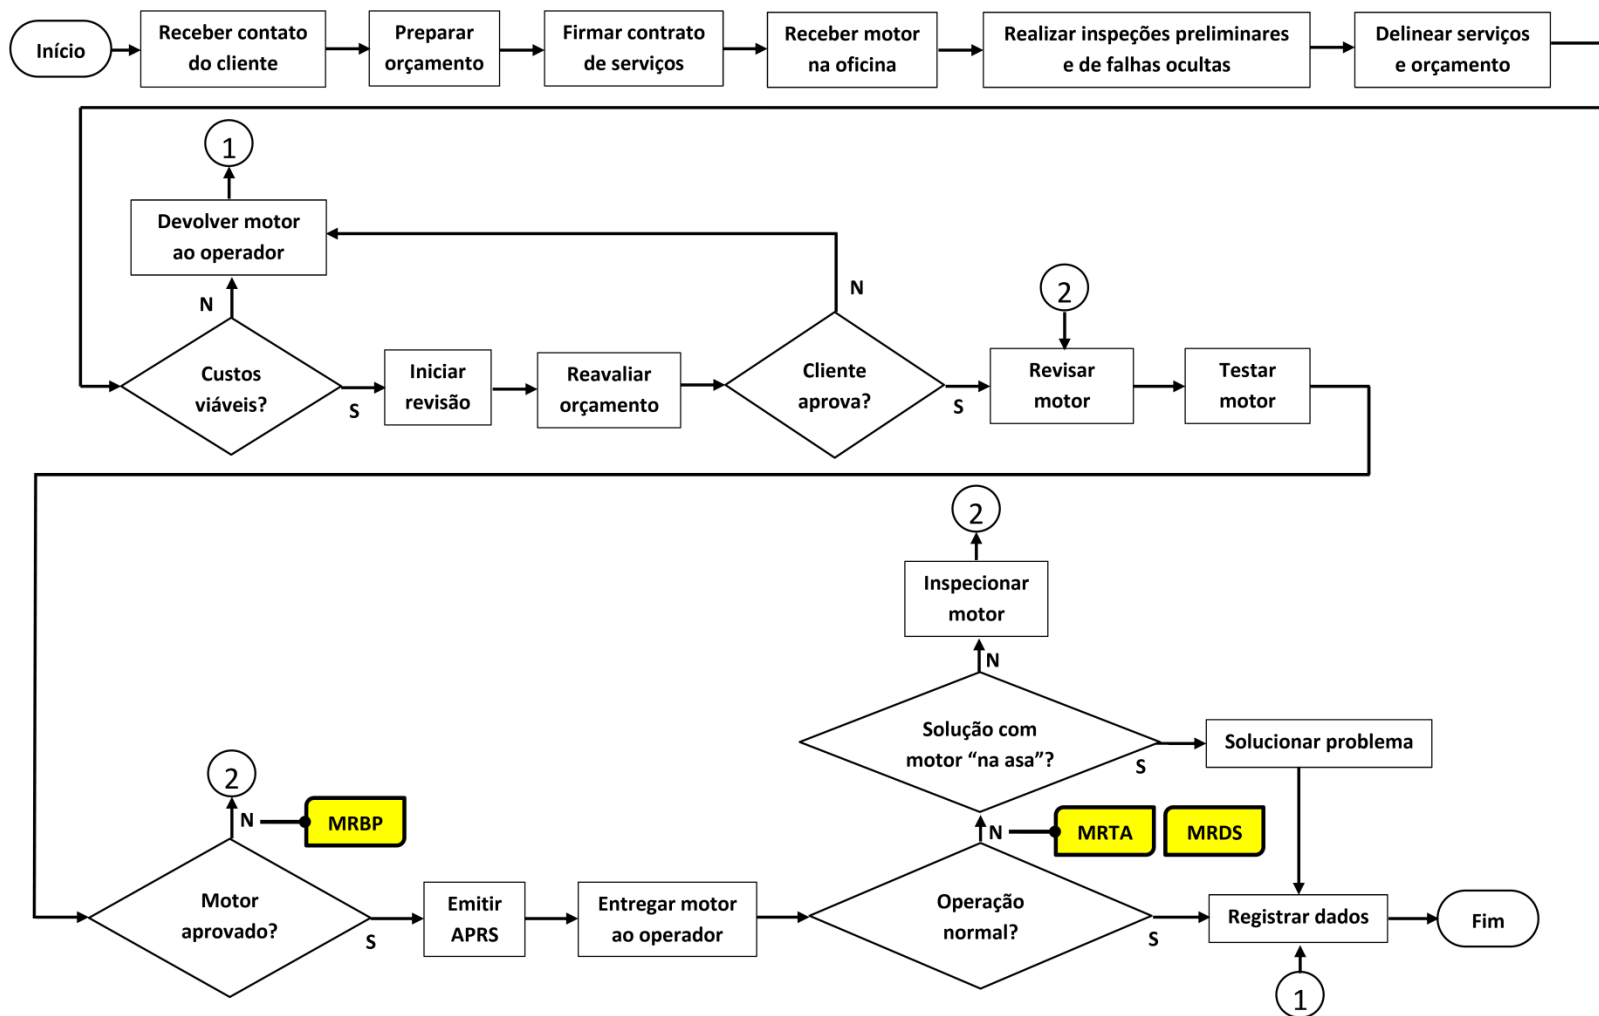 Início
Receber contato
do cliente
Preparar
orçamento
Firmar contrato
de serviços
Receber motor
na oficina
Realizar inspeções preliminares
e de falhas ocultas
Delinear serviços
e orçamento
1
Devolver motor
ao operador
N
Custos
viáveis?
S
Iniciar
revisão
Reavaliar
orçamento
N
Cliente
aprova?
S
2
Revisar
motor
Testar
motor
2
Inspecionar
motor
N
Solução com
motor “na asa”?
S
Solucionar problema
2
N
MRBP
Motor
aprovado?
S
Emitir
APRS
Entregar motor
ao operador
N
MRTA
MRDS
Operação
normal?
S
Registrar dados
1
Fim